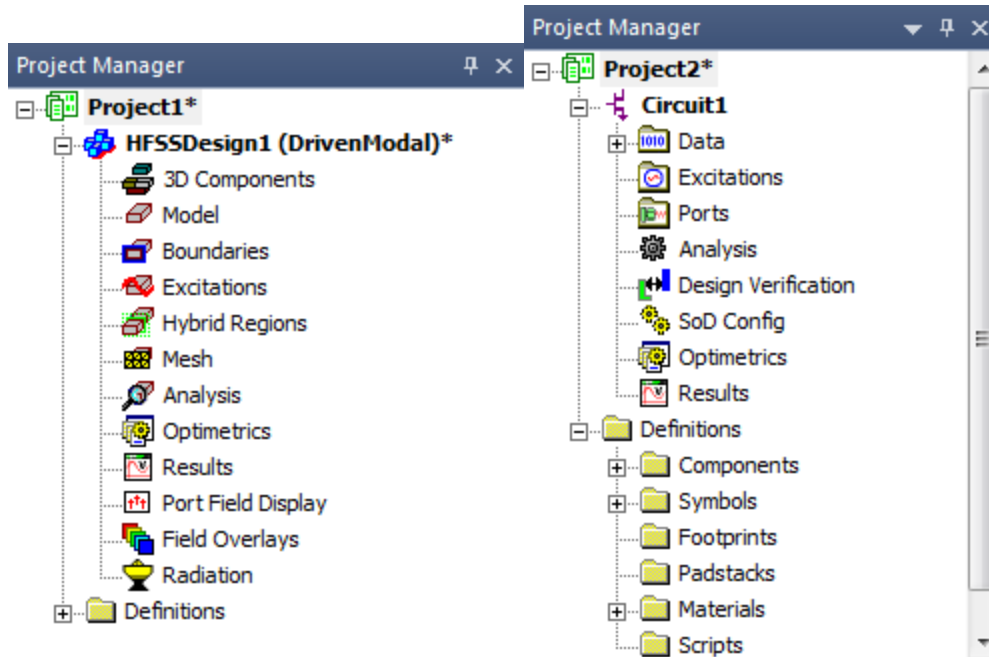 Project Manager
Project1*
HFSSDesign1 (DrivenModal)*
3D Components
Model
Boundaries
Excitations
Hybrid Regions
Mesh
Analysis
Optimetrics
Results
Port Field Display
Field Overlays
Radiation
Definitions
Project Manager
Project2*
Circuit1
1010 Data
Excitations
Ports
Analysis
Design Verification
SoD Config
Optimetrics
Results
Definitions
Components
Symbols
Footprints
Padstacks
Materials
Scripts